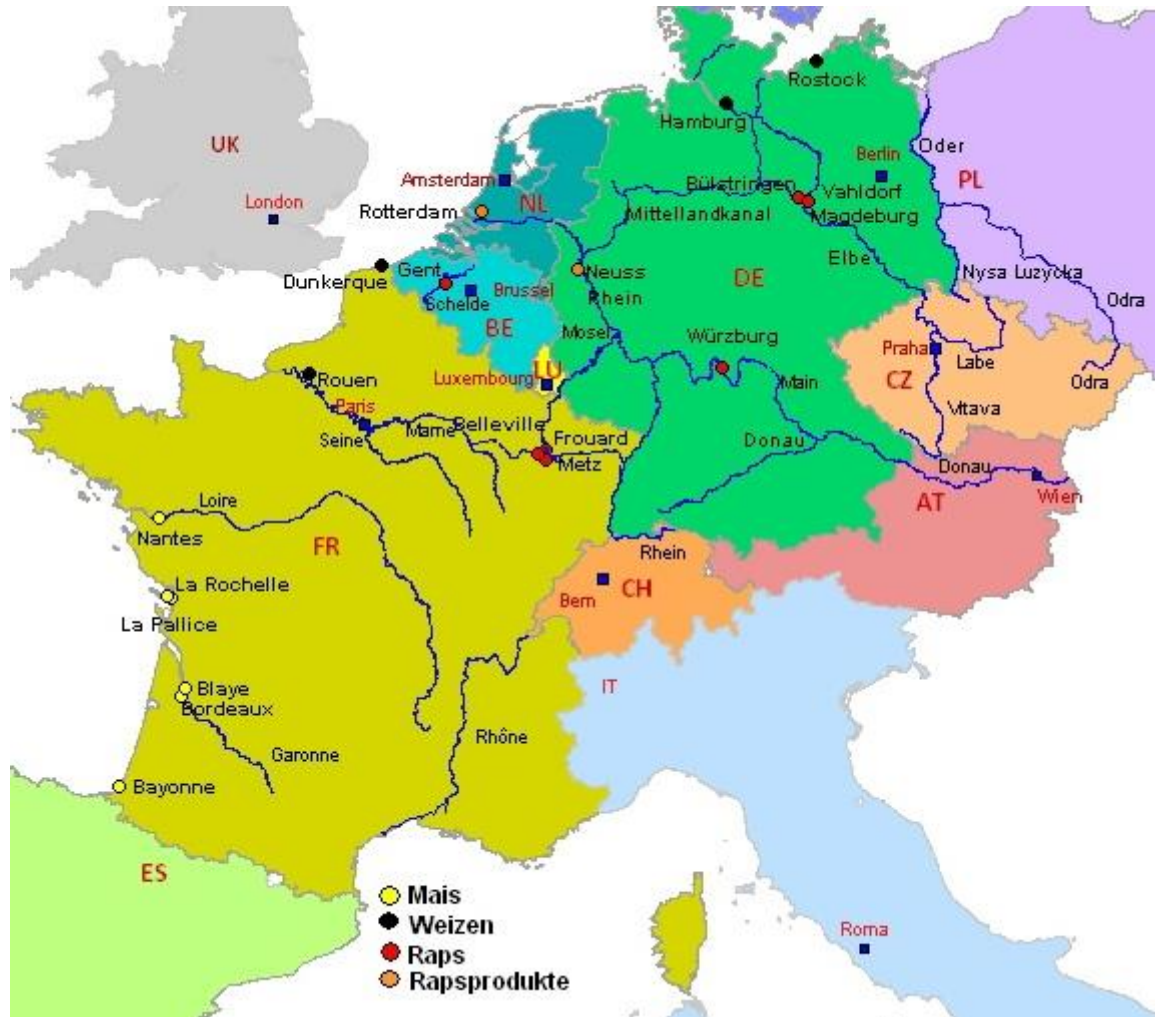 Rostock
Hamburg
Oder
UK
Berlin
PL
Amsterdam
Bülstringen
Vahldorf
London
NL
Rotterdam
Mittellandkanal
Magdeburg
Elbe
Dunkerque
Gent
Neuss
DE
Nysa Luzycka
Brussel
Rhein
Odra
Schelde
BE
Mosel
Würzburg
Praha
Labe
LU
Rouen
Luxembourg
Main
CZ
Odra
Paris
Vltava
Seine
Marne
Belleville
Frouard
Donau
Metz
Donau
Loire
Wien
AT
Nantes
FR
Rhein
La Rochelle
Bern
CH
La Pallice
IT
Blaye
Bordeaux
Rhône
Garonne
Bayonne
ES
Mais
Weizen
Raps
Rapsprodukte
Roma